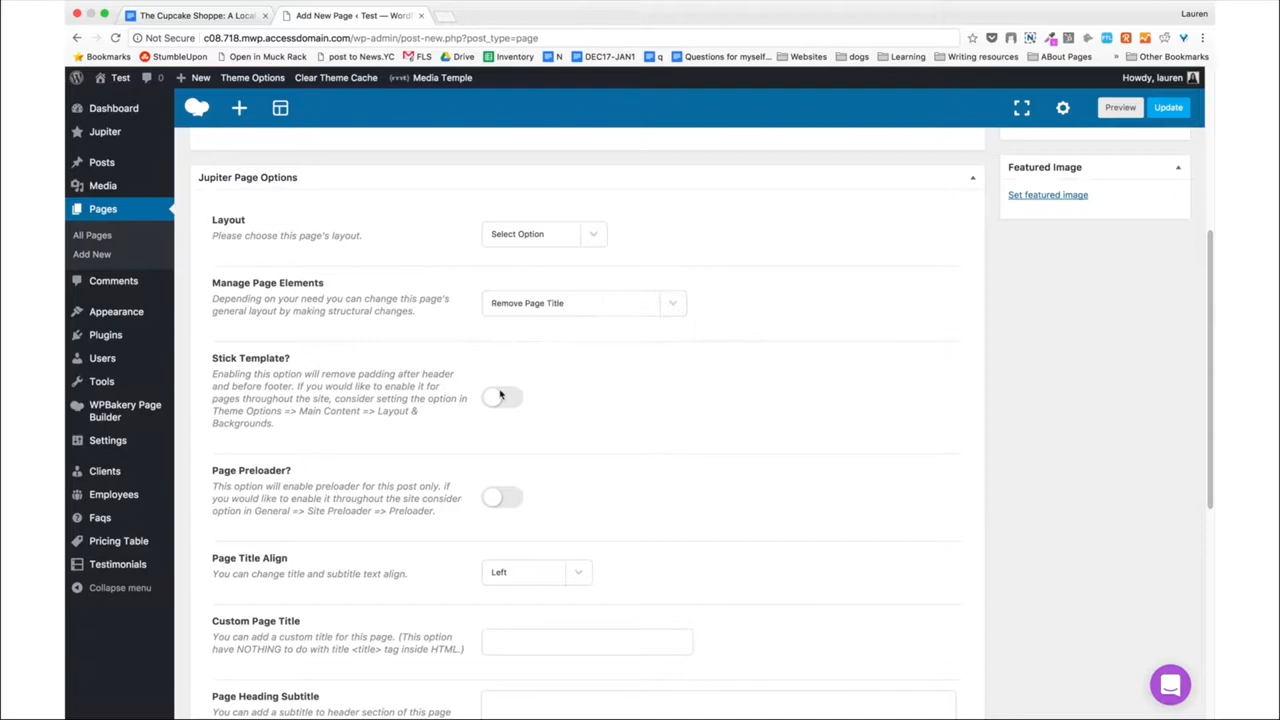 Lauren
The Cupcake Shoppe: A Local
Add New Page ‹ Test — Word
Not Secure c08.718.mwp.accessdomain.com/wp-admin/post-new.php?post_type=page
Bookmarks StumbleUpon Open in Muck Rack post to News.YC FLS Drive Inventory N DEC17-JAN1 q Questions for myself… Websites dogs Learning Writing resources ABout Pages » Other Bookmarks
Test 0 + New Theme Options Clear Theme Cache (mt) Media Temple Howdy, lauren
Preview Update
Dashboard
Jupiter
Posts
Media
Pages
All Pages
Add New
Comments
Appearance
Plugins
Users
Tools
WPBakery Page
Builder
Settings
Clients
Employees
Faqs
Pricing Table
Testimonials
Collapse menu
Jupiter Page Options
Layout
Please choose this page's layout.
Select Option
Manage Page Elements
Depending on your need you can change this page's
general layout by making structural changes.
Remove Page Title
Stick Template?
Enabling this option will remove padding after header
and before footer. If you would like to enable it for
pages throughout the site, consider setting the option in
Theme Options => Main Content => Layout &
Backgrounds.
Page Preloader?
This option will enable preloader for this post only. if
you would like to enable it throughout the site consider
option in General => Site Preloader => Preloader.
Page Title Align
You can change title and subtitle text align.
Left
Custom Page Title
You can add a custom title for this page. (This option
have NOTHING to do with title <title> tag inside HTML.)
Page Heading Subtitle
You can add a subtitle to header section of this page
Featured Image
Set featured image